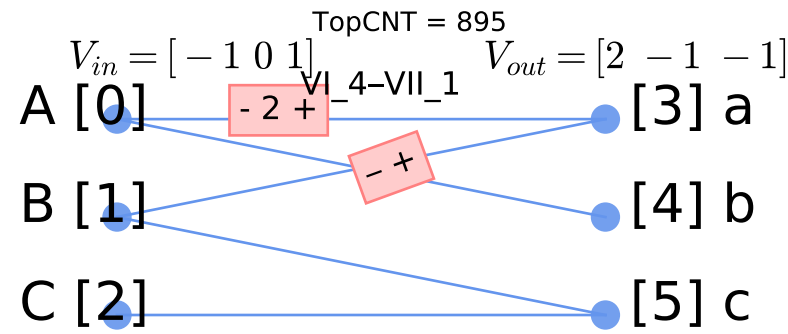 TopCNT = 895
V_in = [ − 1 0 1] V_out = [2 −1 −1]
VI_4–VII_1
A [0] - 2 + [3] a
– +
B [1] [4] b
C [2] [5] c